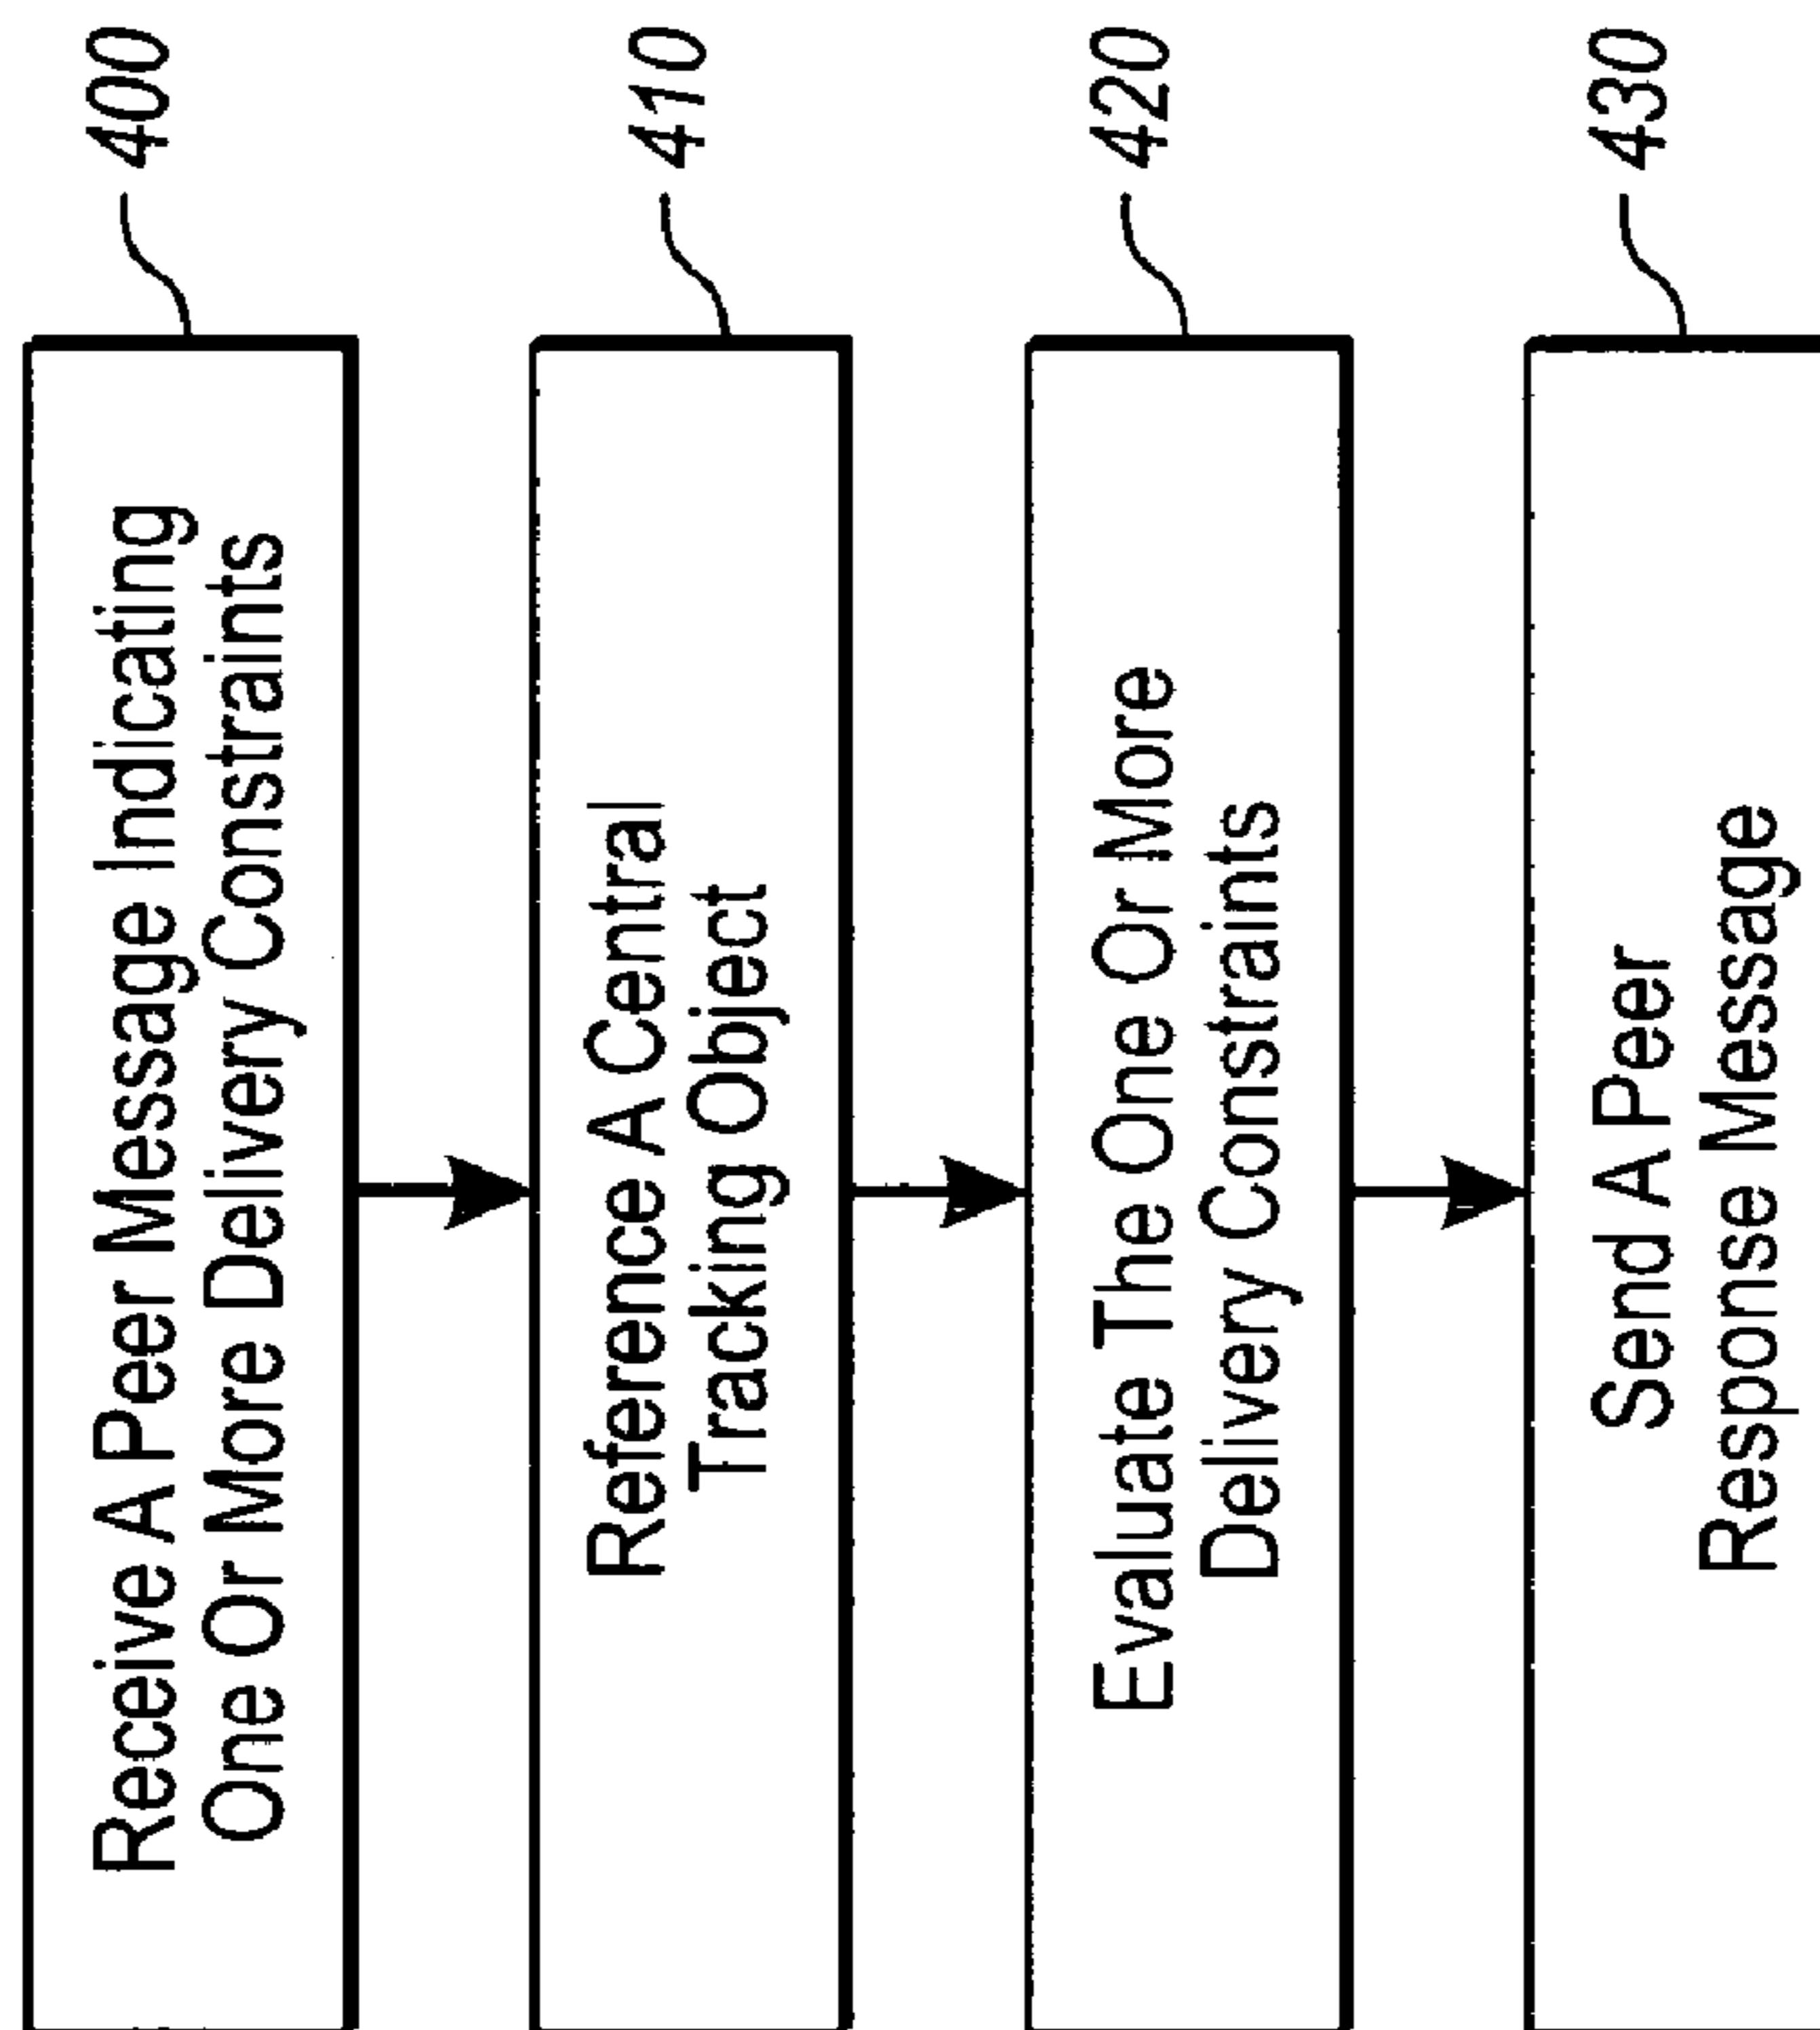 400
Receive A Peer Message Indicating
One Or More Delivery Constraints
410
Reference A Central
Tracking Object
420
Evaluate The One Or More
Delivery Constraints
430
Send A Peer
Response Message